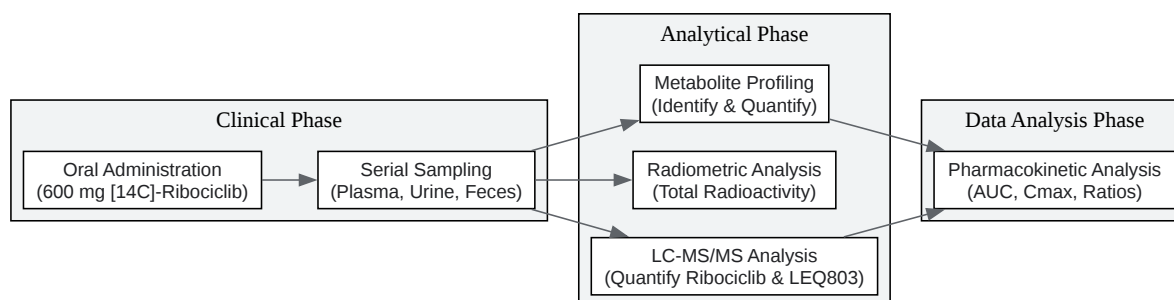 Clinical Phase
Oral Administration
(600 mg [14C]-Ribociclib)
Serial Sampling
(Plasma, Urine, Feces)
Analytical Phase
Metabolite Profiling
(Identify & Quantify)
Radiometric Analysis
(Total Radioactivity)
LC-MS/MS Analysis
(Quantify Ribociclib & LEQ803)
Data Analysis Phase
Pharmacokinetic Analysis
(AUC, Cmax, Ratios)